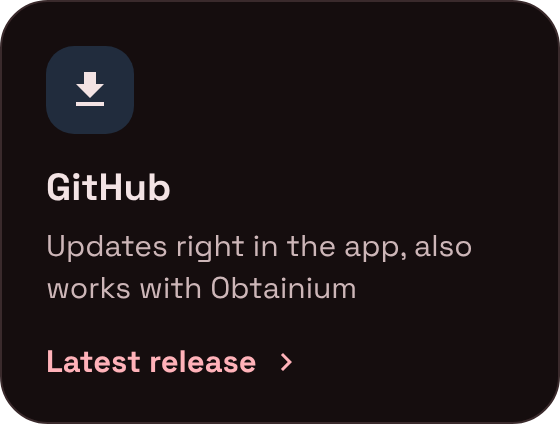 GitHub
Updates right in the app, also
works with Obtainium
Latest release